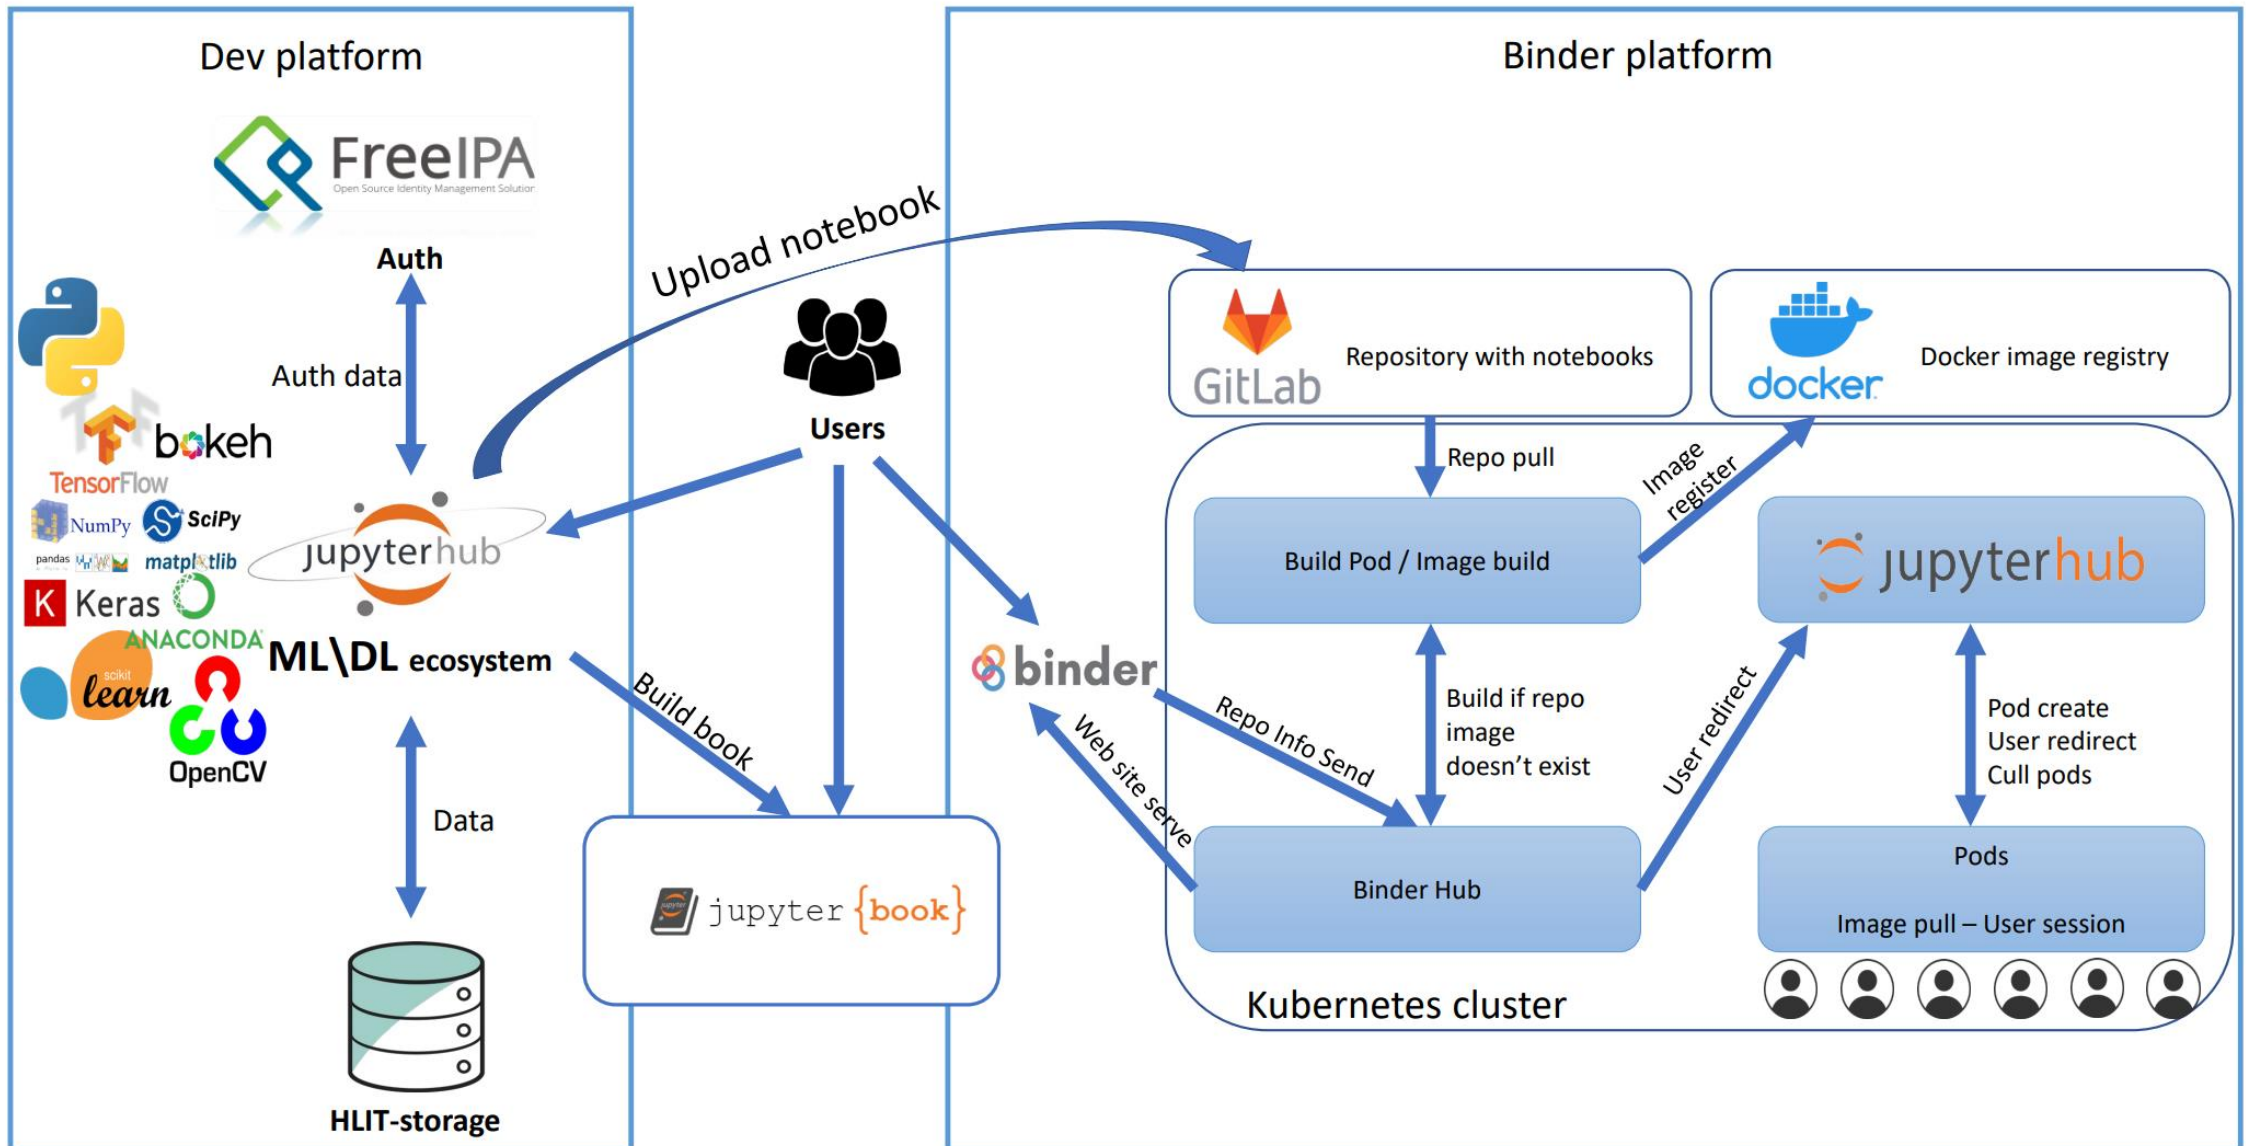 Dev platform
FreeIPA
Open Source Identity Management Solution
Auth
Auth data
TensorFlow
bokeh
NumPy
SciPy
pandas
matplotlib
K Keras
ANACONDA
scikit
learn
OpenCV
jupyterhub
ML\DL ecosystem
Data
HLIT-storage
Upload notebook
Users
Build book
jupyter {book}
Binder platform
GitLab
Repository with notebooks
docker
Docker image registry
Repo pull
Image
register
Build Pod / Image build
jupyterhub
binder
Repo Info Send
Web site serve
Build if repo
image
doesn’t exist
User redirect
Pod create
User redirect
Cull pods
Binder Hub
Pods
Image pull – User session
Kubernetes cluster